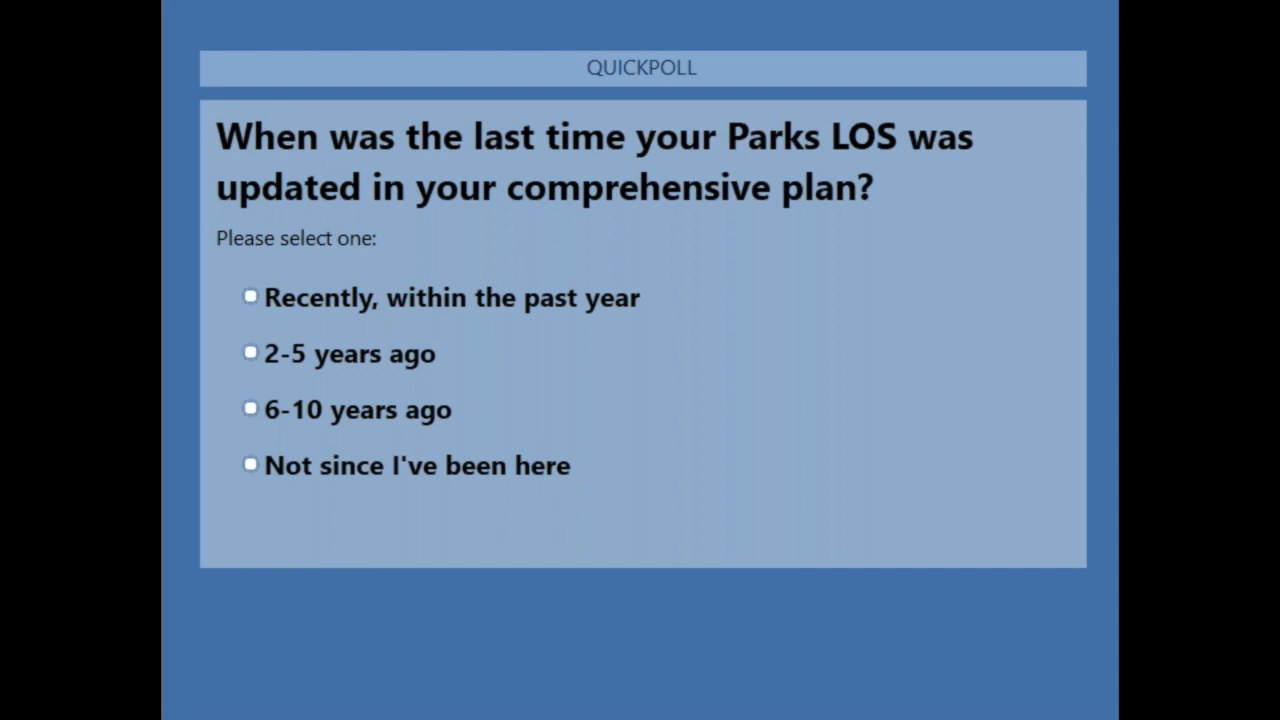 QUICKPOLL
When was the last time your Parks LOS was
updated in your comprehensive plan?
Please select one:
Recently, within the past year
2-5 years ago
6-10 years ago
Not since I've been here